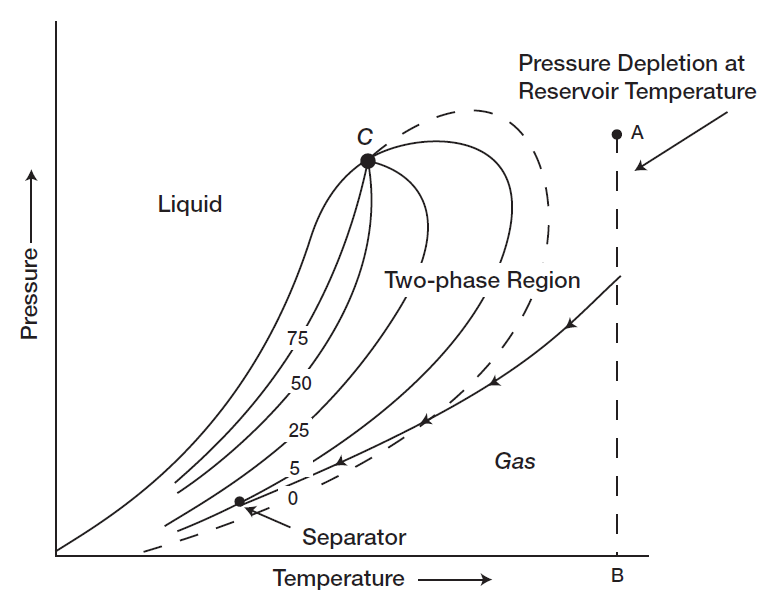 Pressure Depletion at
Reservoir Temperature
A
C
Liquid
Pressure
Two-phase Region
75
50
25
5
0
Gas
Separator
Temperature
B